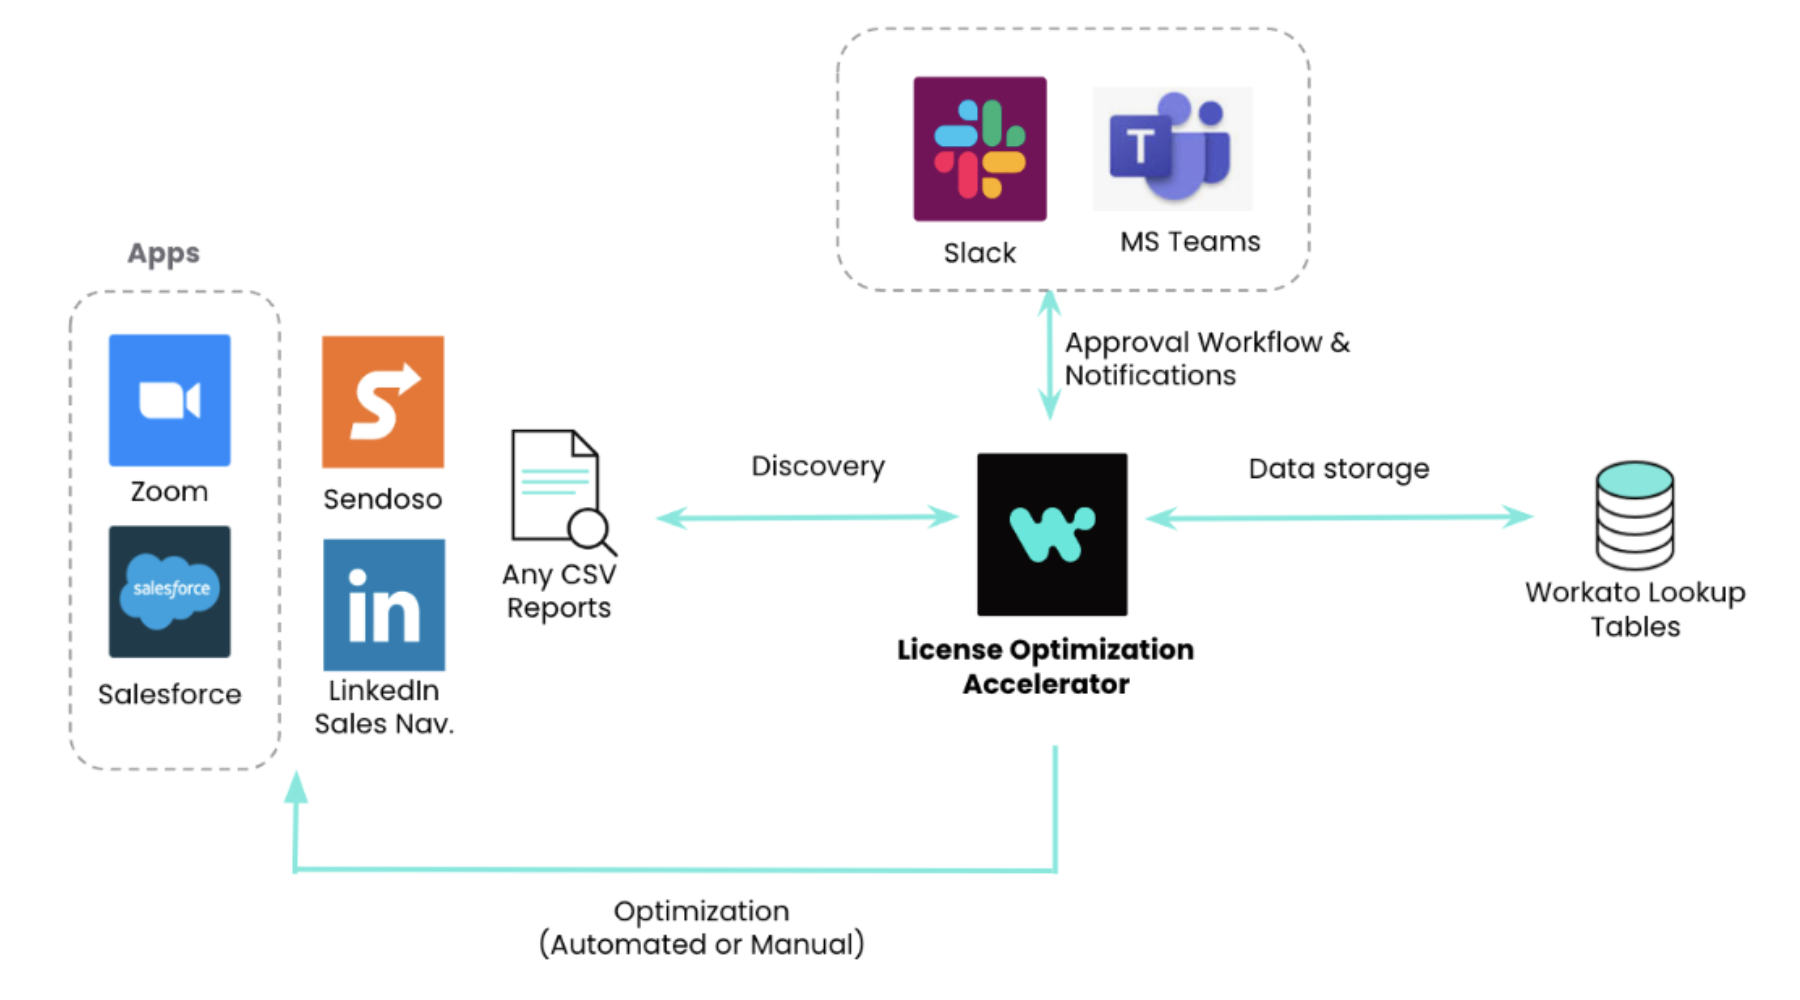 Slack
MS Teams
T
Apps
Approval Workflow &
Notifications
Zoom
Sendoso
S
Discovery
Data storage
Any CSV
Reports
salesforce
in
Workato Lookup
Tables
License Optimization
Accelerator
Salesforce
LinkedIn
Sales Nav.
Optimization
(Automated or Manual)